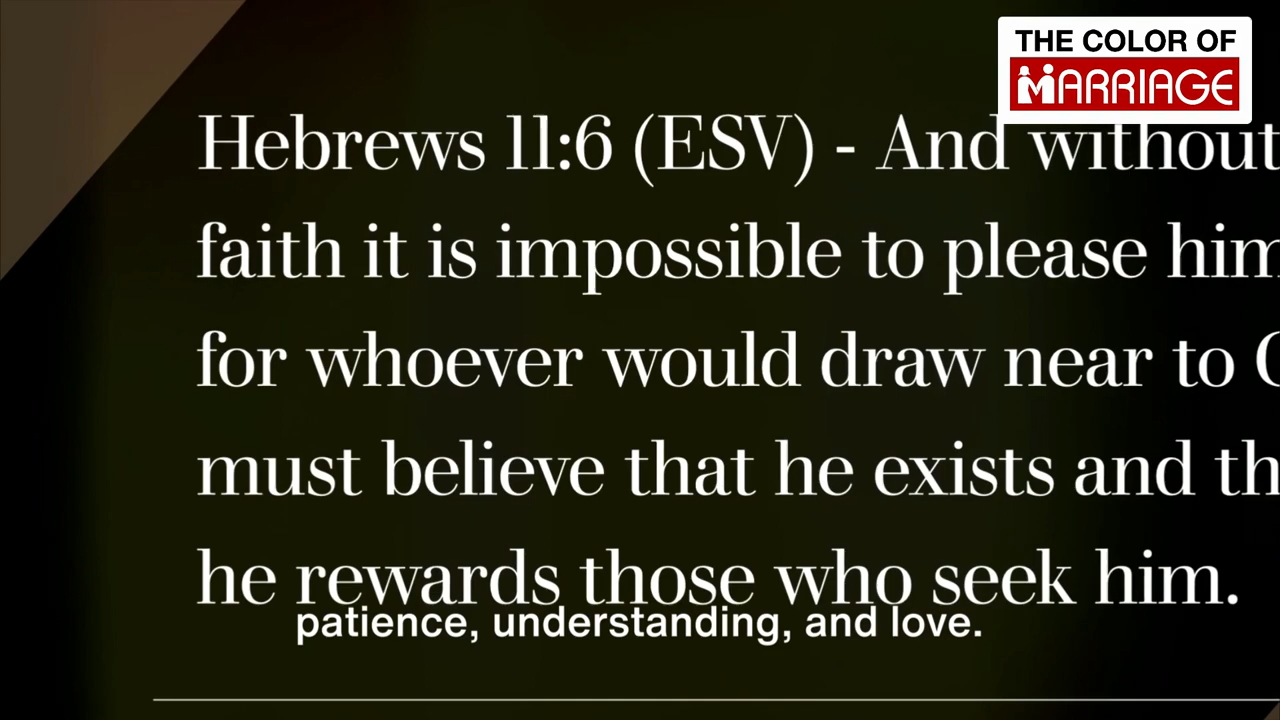 THE COLOR OF
MARRIAGE
Hebrews 11:6 (ESV) - And without
faith it is impossible to please him
for whoever would draw near to
must believe that he exists and
he rewards those who seek him.
patience, understanding, and love.